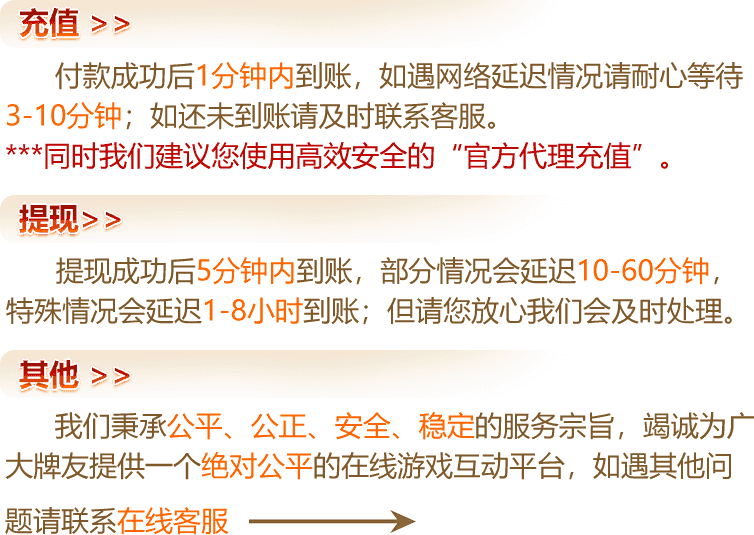 充值 >>
付款成功后1分钟内到账，如遇网络延迟情况请耐心等待
3-10分钟；如还未到账请及时联系客服。
***同时我们建议您使用高效安全的“官方代理充值”。
提现>>
提现成功后5分钟内到账，部分情况会延迟10-60分钟，
特殊情况会延迟1-8小时到账；但请您放心我们会及时处理。
其他 >>
我们秉承公平、公正、安全、稳定的服务宗旨，竭诚为广
大牌友提供一个绝对公平的在线游戏互动平台，如遇其他问
题请联系在线客服